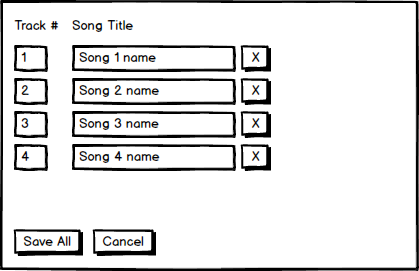 Track # Song Title
1 Song 1 name X
2 Song 2 name X
3 Song 3 name X
4 Song 4 name X
Save All Cancel